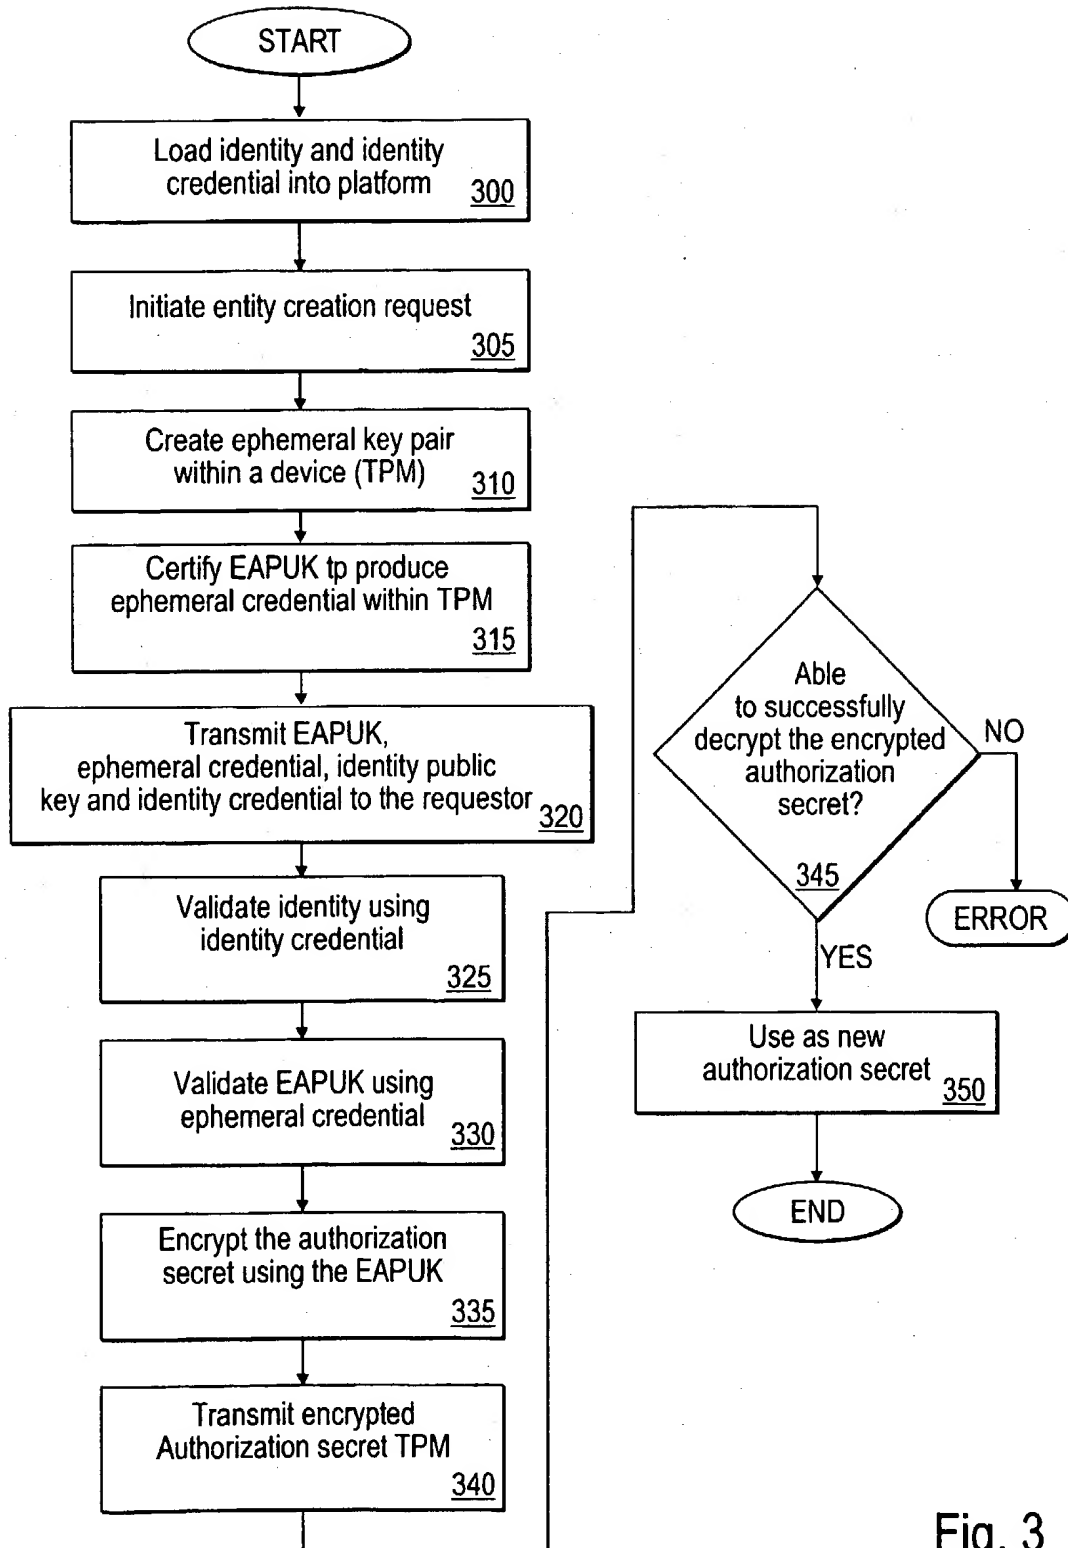 START
Load identity and identity
credential into platform
300
Initiate entity creation request
305
Create ephemeral key pair
within a device (TPM)
310
Certify EAPUK tp produce
ephemeral credential within TPM
315
Transmit EAPUK,
ephemeral credential, identity public
key and identity credential to the requestor
320
Validate identity using
identity credential
325
Validate EAPUK using
ephemeral credential
330
Encrypt the authorization
secret using the EAPUK
335
Transmit encrypted
Authorization secret TPM
340
Able
to successfully
decrypt the encrypted
authorization
secret?
345
NO
ERROR
YES
Use as new
authorization secret
350
END
Fig. 3